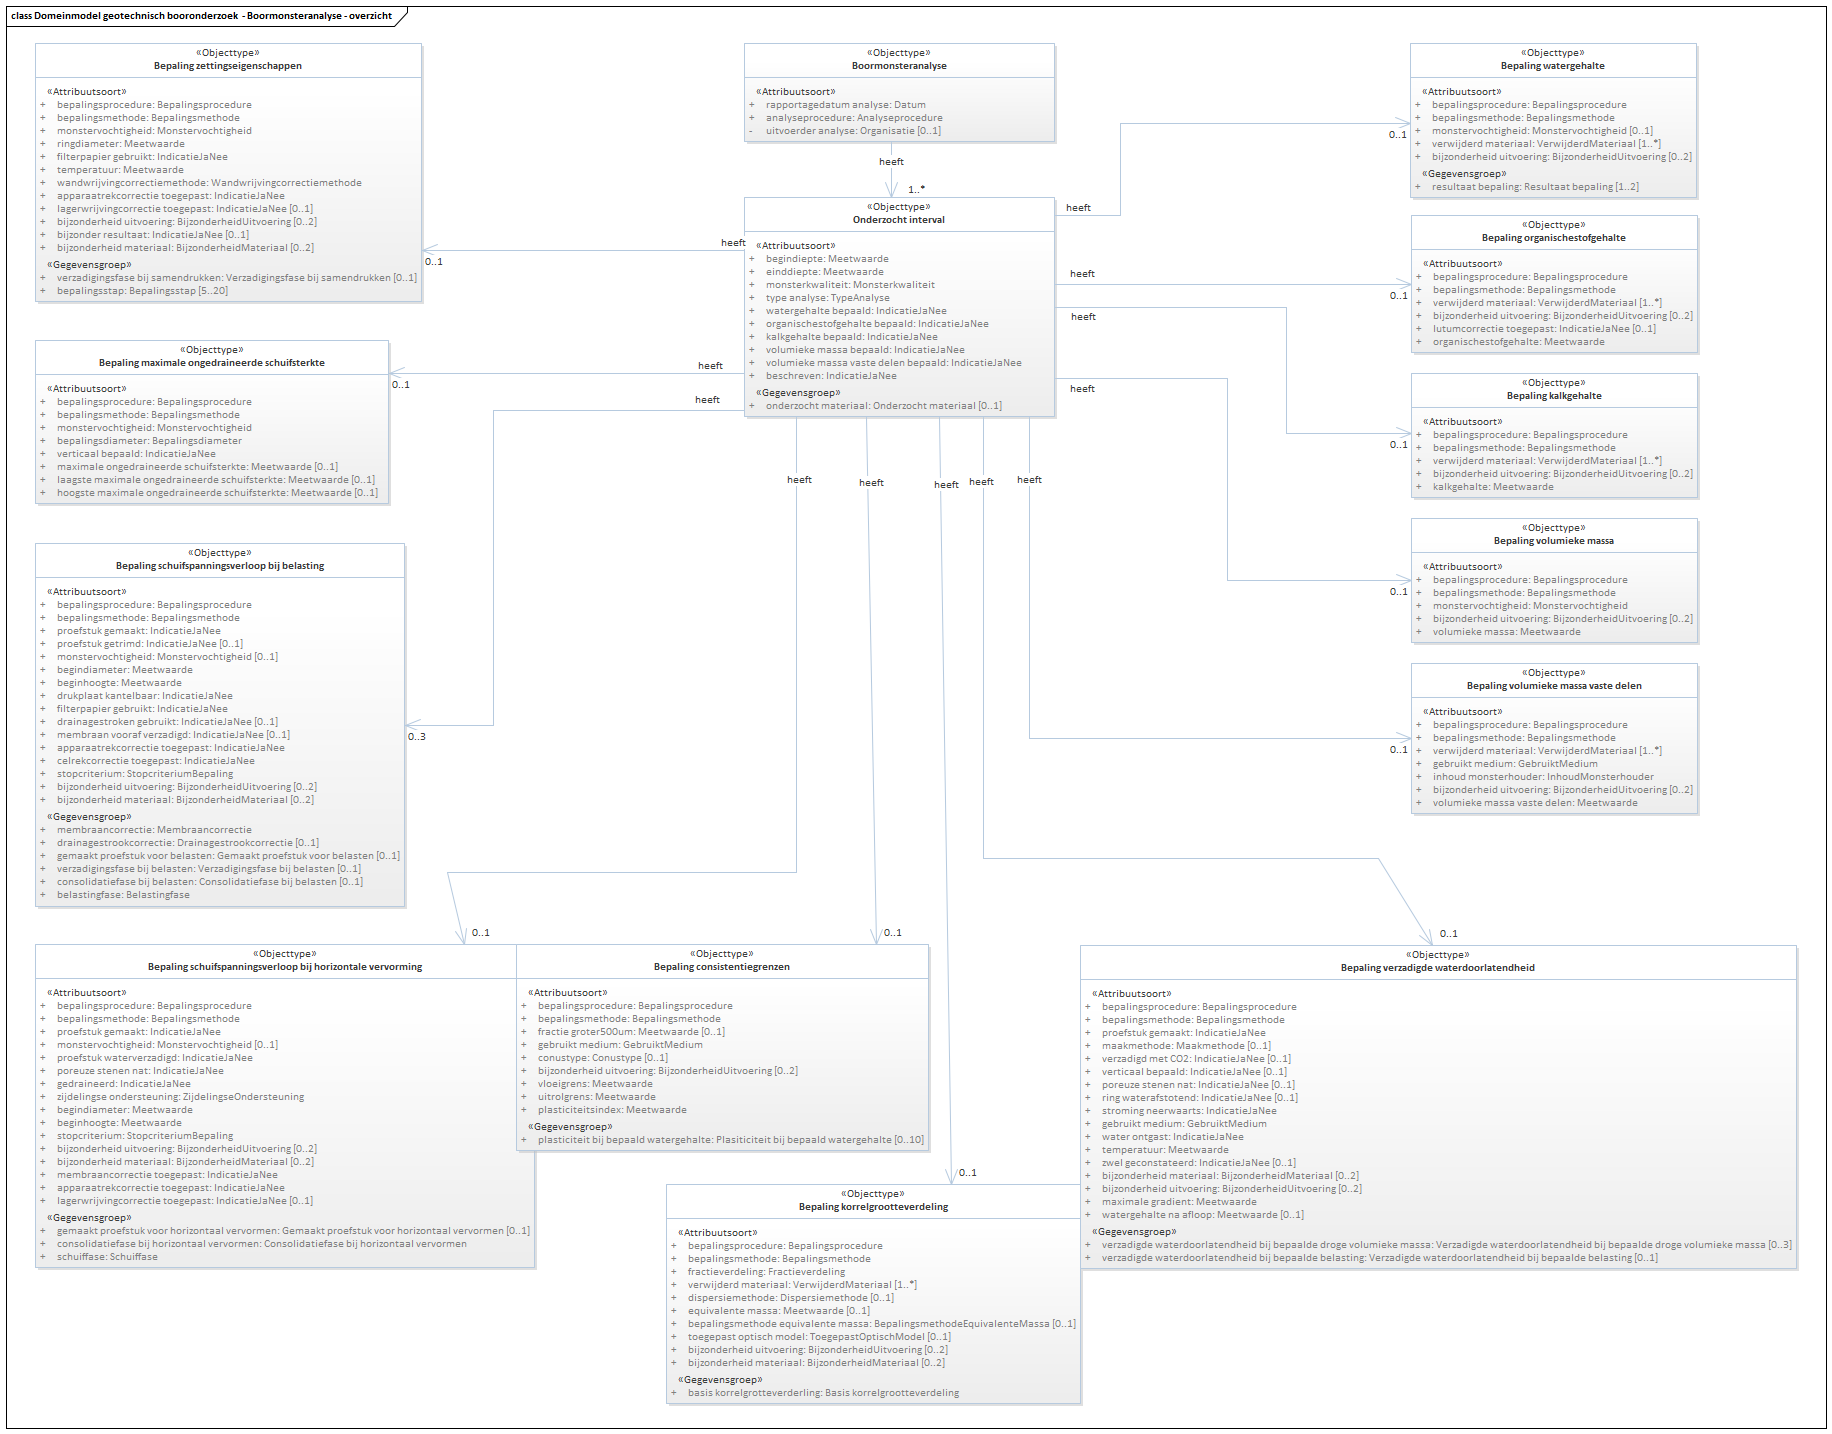 class Domeinmodel geotechnisch booronderzoek - Boormonsteranalyse - overzicht
«Objecttype»
Bepaling zettingseigenschappen
«Attribuutsoort»
+ bepalingsprocedure: Bepalingsprocedure
+ bepalingsmethode: Bepalingsmethode
+ monstervochtigheid: Monstervochtigheid
+ ringdiameter: Meetwaarde
+ filterpapier gebruikt: IndicatieJaNee
+ temperatuur: Meetwaarde
+ wandwrijvingcorrectiemethode: Wandwrijvingcorrectiemethode
+ apparaatrekcorrectie toegepast: IndicatieJaNee
+ lagerwrijvingcorrectie toegepast: IndicatieJaNee [0..1]
+ bijzonderheid uitvoering: BijzonderheidUitvoering [0..2]
+ bijzonder resultaat: IndicatieJaNee [0..1]
+ bijzonderheid materiaal: BijzonderheidMateriaal [0..2]
«Gegevensgroep»
+ verzadigingsfase bij samendrukken: Verzadigingsfase bij samendrukken [0..1]
+ bepalingsstap: Bepalingsstap [5..20]
«Objecttype»
Boormonsteranalyse
«Attribuutsoort»
+ rapportagedatum analyse: Datum
+ analyseprocedure: Analyseprocedure
- uitvoerder analyse: Organisatie [0..1]
heeft
1..*
«Objecttype»
Onderzocht interval
«Attribuutsoort»
+ begindiepte: Meetwaarde
+ einddiepte: Meetwaarde
+ monsterkwaliteit: Monsterkwaliteit
+ type analyse: TypeAnalyse
+ watergehalte bepaald: IndicatieJaNee
+ organischestofgehalte bepaald: IndicatieJaNee
+ kalkgehalte bepaald: IndicatieJaNee
+ volumieke massa bepaald: IndicatieJaNee
+ volumieke massa vaste delen bepaald: IndicatieJaNee
+ beschreven: IndicatieJaNee
«Gegevensgroep»
+ onderzocht materiaal: Onderzocht materiaal [0..1]
«Objecttype»
Bepaling watergehalte
«Attribuutsoort»
+ bepalingsprocedure: Bepalingsprocedure
+ bepalingsmethode: Bepalingsmethode
+ monstervochtigheid: Monstervochtigheid [0..1]
+ verwijderd materiaal: VerwijderdMateriaal [1..*]
+ bijzonderheid uitvoering: BijzonderheidUitvoering [0..2]
«Gegevensgroep»
+ resultaat bepaling: Resultaat bepaling [1..2]
heeft
0..1
«Objecttype»
Bepaling organischestofgehalte
«Attribuutsoort»
+ bepalingsprocedure: Bepalingsprocedure
+ bepalingsmethode: Bepalingsmethode
+ verwijderd materiaal: VerwijderdMateriaal [1..*]
+ bijzonderheid uitvoering: BijzonderheidUitvoering [0..2]
+ lutumcorrectie toegepast: IndicatieJaNee [0..1]
+ organischestofgehalte: Meetwaarde
heeft
0..1
«Objecttype»
Bepaling kalkgehalte
«Attribuutsoort»
+ bepalingsprocedure: Bepalingsprocedure
+ bepalingsmethode: Bepalingsmethode
+ verwijderd materiaal: VerwijderdMateriaal [1..*]
+ bijzonderheid uitvoering: BijzonderheidUitvoering [0..2]
+ kalkgehalte: Meetwaarde
heeft
0..1
«Objecttype»
Bepaling volumieke massa
«Attribuutsoort»
+ bepalingsprocedure: Bepalingsprocedure
+ bepalingsmethode: Bepalingsmethode
+ monstervochtigheid: Monstervochtigheid
+ bijzonderheid uitvoering: BijzonderheidUitvoering [0..2]
+ volumieke massa: Meetwaarde
heeft
0..1
«Objecttype»
Bepaling volumieke massa vaste delen
«Attribuutsoort»
+ bepalingsprocedure: Bepalingsprocedure
+ bepalingsmethode: Bepalingsmethode
+ verwijderd materiaal: VerwijderdMateriaal [1..*]
+ gebruikt medium: GebruiktMedium
+ inhoud monsterhouder: InhoudMonsterhouder
+ bijzonderheid uitvoering: BijzonderheidUitvoering [0..2]
+ volumieke massa vaste delen: Meetwaarde
heeft
0..1
heeft
0..1
«Objecttype»
Bepaling maximale ongedraineerde schuifsterkte
«Attribuutsoort»
+ bepalingsprocedure: Bepalingsprocedure
+ bepalingsmethode: Bepalingsmethode
+ monstervochtigheid: Monstervochtigheid
+ bepalingsdiameter: Bepalingsdiameter
+ verticaal bepaald: IndicatieJaNee
+ maximale ongedraineerde schuifsterkte: Meetwaarde [0..1]
+ laagste maximale ongedraineerde schuifsterkte: Meetwaarde [0..1]
+ hoogste maximale ongedraineerde schuifsterkte: Meetwaarde [0..1]
heeft
0..1
«Objecttype»
Bepaling schuifspanningsverloop bij belasting
«Attribuutsoort»
+ bepalingsprocedure: Bepalingsprocedure
+ bepalingsmethode: Bepalingsmethode
+ proefstuk gemaakt: IndicatieJaNee
+ proefstuk getrimd: IndicatieJaNee [0..1]
+ monstervochtigheid: Monstervochtigheid [0..1]
+ begindiameter: Meetwaarde
+ beginhoogte: Meetwaarde
+ drukplaat kantelbaar: IndicatieJaNee
+ filterpapier gebruikt: IndicatieJaNee
+ drainagestroken gebruikt: IndicatieJaNee [0..1]
+ membraan vooraf verzadigd: IndicatieJaNee [0..1]
+ apparaatrekcorrectie toegepast: IndicatieJaNee
+ celrekcorrectie toegepast: IndicatieJaNee
+ stopcriterium: StopcriteriumBepaling
+ bijzonderheid uitvoering: BijzonderheidUitvoering [0..2]
+ bijzonderheid materiaal: BijzonderheidMateriaal [0..2]
«Gegevensgroep»
+ membraancorrectie: Membraancorrectie
+ drainagestrookcorrectie: Drainagestrookcorrectie [0..1]
+ gemaakt proefstuk voor belasten: Gemaakt proefstuk voor belasten [0..1]
+ verzadigingsfase bij belasten: Verzadigingsfase bij belasten [0..1]
+ consolidatiefase bij belasten: Consolidatiefase bij belasten [0..1]
+ belastingfase: Belastingfase
heeft
0..3
heeft
heeft
heeft
heeft
heeft
0..1
0..1
0..1
«Objecttype»
Bepaling schuifspanningsverloop bij horizontale vervorming
«Attribuutsoort»
+ bepalingsprocedure: Bepalingsprocedure
+ bepalingsmethode: Bepalingsmethode
+ proefstuk gemaakt: IndicatieJaNee
+ monstervochtigheid: Monstervochtigheid [0..1]
+ proefstuk waterverzadigd: IndicatieJaNee
+ poreuze stenen nat: IndicatieJaNee
+ gedraineerd: IndicatieJaNee
+ zijdelingse ondersteuning: ZijdelingseOndersteuning
+ begindiameter: Meetwaarde
+ beginhoogte: Meetwaarde
+ stopcriterium: StopcriteriumBepaling
+ bijzonderheid uitvoering: BijzonderheidUitvoering [0..2]
+ bijzonderheid materiaal: BijzonderheidMateriaal [0..2]
+ membraancorrectie toegepast: IndicatieJaNee
+ apparaatrekcorrectie toegepast: IndicatieJaNee
+ lagerwrijvingcorrectie toegepast: IndicatieJaNee [0..1]
«Gegevensgroep»
+ gemaakt proefstuk voor horizontaal vervormen: Gemaakt proefstuk voor horizontaal vervormen [0..1]
+ consolidatiefase bij horizontaal vervormen: Consolidatiefase bij horizontaal vervormen
+ schuiffase: Schuiffase
«Objecttype»
Bepaling consistentiegrenzen
«Attribuutsoort»
+ bepalingsprocedure: Bepalingsprocedure
+ bepalingsmethode: Bepalingsmethode
+ fractie groter500um: Meetwaarde [0..1]
+ gebruikt medium: GebruiktMedium
+ conustype: Conustype [0..1]
+ bijzonderheid uitvoering: BijzonderheidUitvoering [0..2]
+ vloeigrens: Meetwaarde
+ uitrolgrens: Meetwaarde
+ plasticiteitsindex: Meetwaarde
«Gegevensgroep»
+ plasticiteit bij bepaald watergehalte: Plasiticiteit bij bepaald watergehalte [0..10]
0..1
«Objecttype»
Bepaling korrelgrootteverdeling
«Attribuutsoort»
+ bepalingsprocedure: Bepalingsprocedure
+ bepalingsmethode: Bepalingsmethode
+ fractieverdeling: Fractieverdeling
+ verwijderd materiaal: VerwijderdMateriaal [1..*]
+ dispersiemethode: Dispersiemethode [0..1]
+ equivalente massa: Meetwaarde [0..1]
+ bepalingsmethode equivalente massa: BepalingsmethodeEquivalenteMassa [0..1]
+ toegepast optisch model: ToegepastOptischModel [0..1]
+ bijzonderheid uitvoering: BijzonderheidUitvoering [0..2]
+ bijzonderheid materiaal: BijzonderheidMateriaal [0..2]
«Gegevensgroep»
+ basis korrelgrotteverderling: Basis korrelgrootteverdeling
«Objecttype»
Bepaling verzadigde waterdoorlatendheid
«Attribuutsoort»
+ bepalingsprocedure: Bepalingsprocedure
+ bepalingsmethode: Bepalingsmethode
+ proefstuk gemaakt: IndicatieJaNee
+ maakmethode: Maakmethode [0..1]
+ verzadigd met CO2: IndicatieJaNee [0..1]
+ verticaal bepaald: IndicatieJaNee [0..1]
+ poreuze stenen nat: IndicatieJaNee [0..1]
+ ring waterafstotend: IndicatieJaNee [0..1]
+ stroming neerwaarts: IndicatieJaNee
+ gebruikt medium: GebruiktMedium
+ water ontgast: IndicatieJaNee
+ temperatuur: Meetwaarde
+ zwel geconstateerd: IndicatieJaNee [0..1]
+ bijzonderheid materiaal: BijzonderheidMateriaal [0..2]
+ bijzonderheid uitvoering: BijzonderheidUitvoering [0..2]
+ maximale gradient: Meetwaarde
+ watergehalte na afloop: Meetwaarde [0..1]
«Gegevensgroep»
+ verzadigde waterdoorlatendheid bij bepaalde droge volumieke massa: Verzadigde waterdoorlatendheid bij bepaalde droge volumieke massa [0..3]
+ verzadigde waterdoorlatendheid bij bepaalde belasting: Verzadigde waterdoorlatendheid bij bepaalde belasting [0..1]